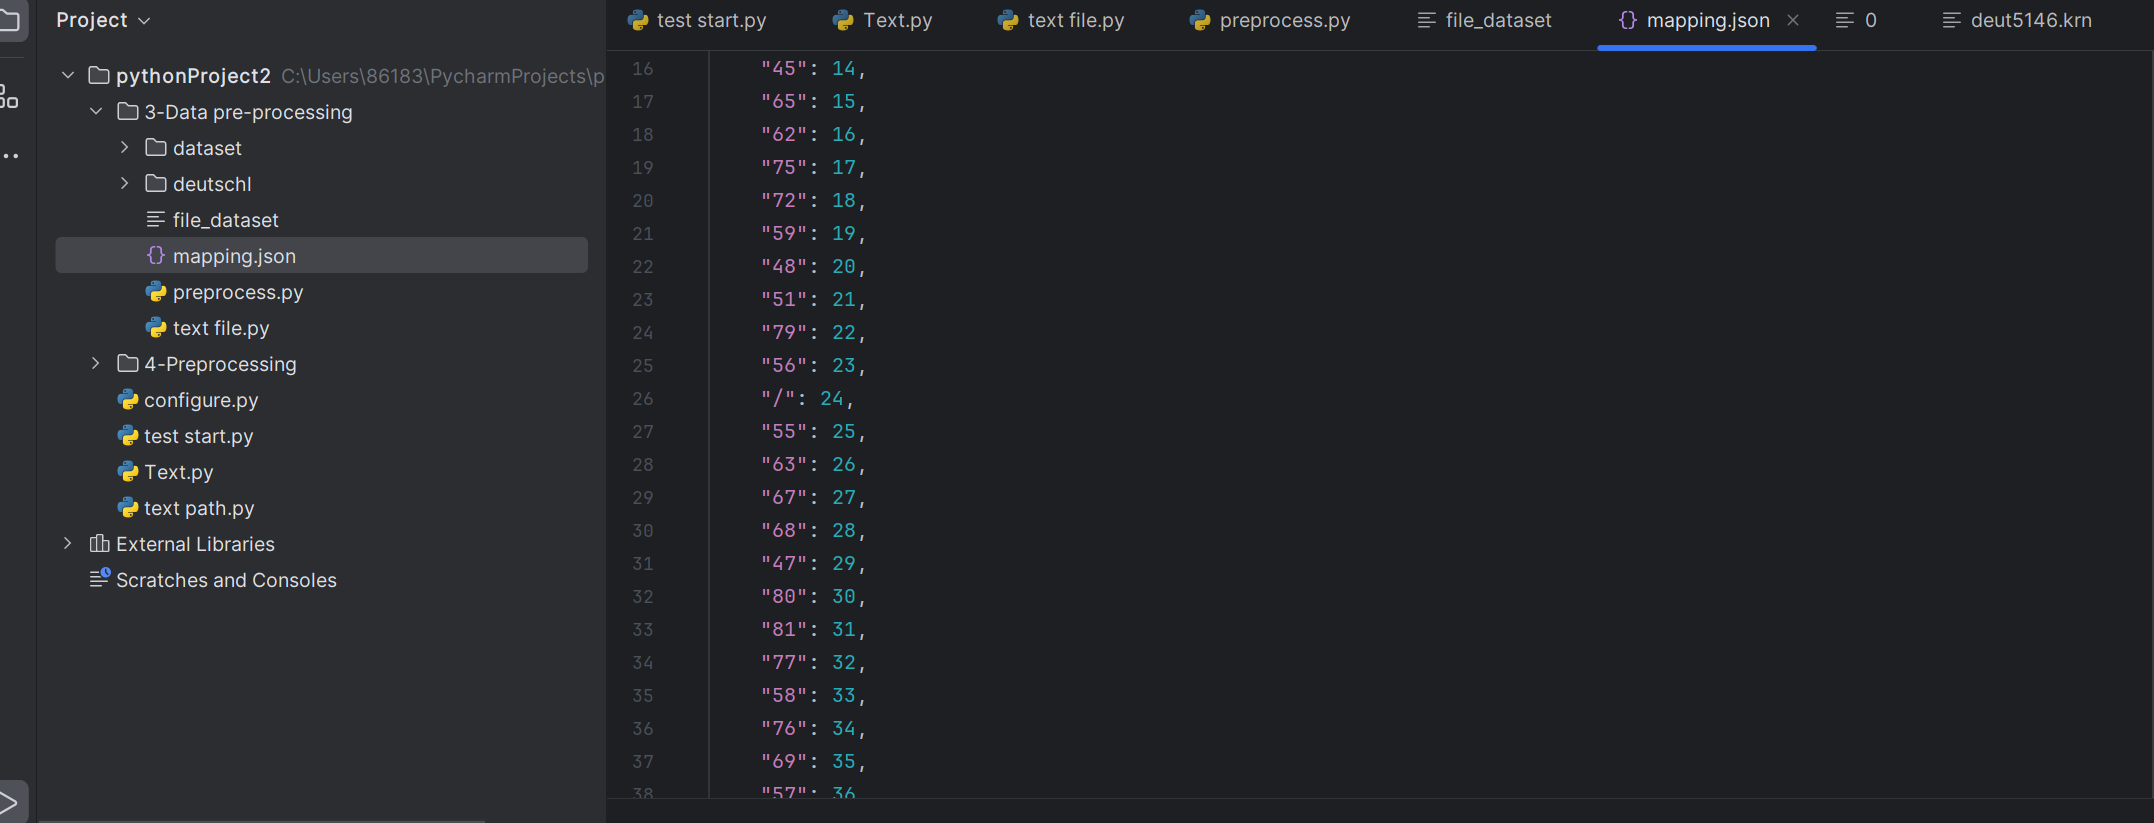 Project
test start.py Text.py text file.py preprocess.py file_dataset mapping.json 0 deut5146.krn
pythonProject2 C:\Users\86183\PycharmProjects\p
3-Data pre-processing
dataset
deutschl
file_dataset
mapping.json
preprocess.py
text file.py
4-Preprocessing
configure.py
test start.py
Text.py
text path.py
External Libraries
Scratches and Consoles
16 "45": 14,
17 "65": 15,
18 "62": 16,
19 "75": 17,
20 "72": 18,
21 "59": 19,
22 "48": 20,
23 "51": 21,
24 "79": 22,
25 "56": 23,
26 "/": 24,
27 "55": 25,
28 "63": 26,
29 "67": 27,
30 "68": 28,
31 "47": 29,
32 "80": 30,
33 "81": 31,
34 "77": 32,
35 "58": 33,
36 "76": 34,
37 "69": 35,
38 "57": 36